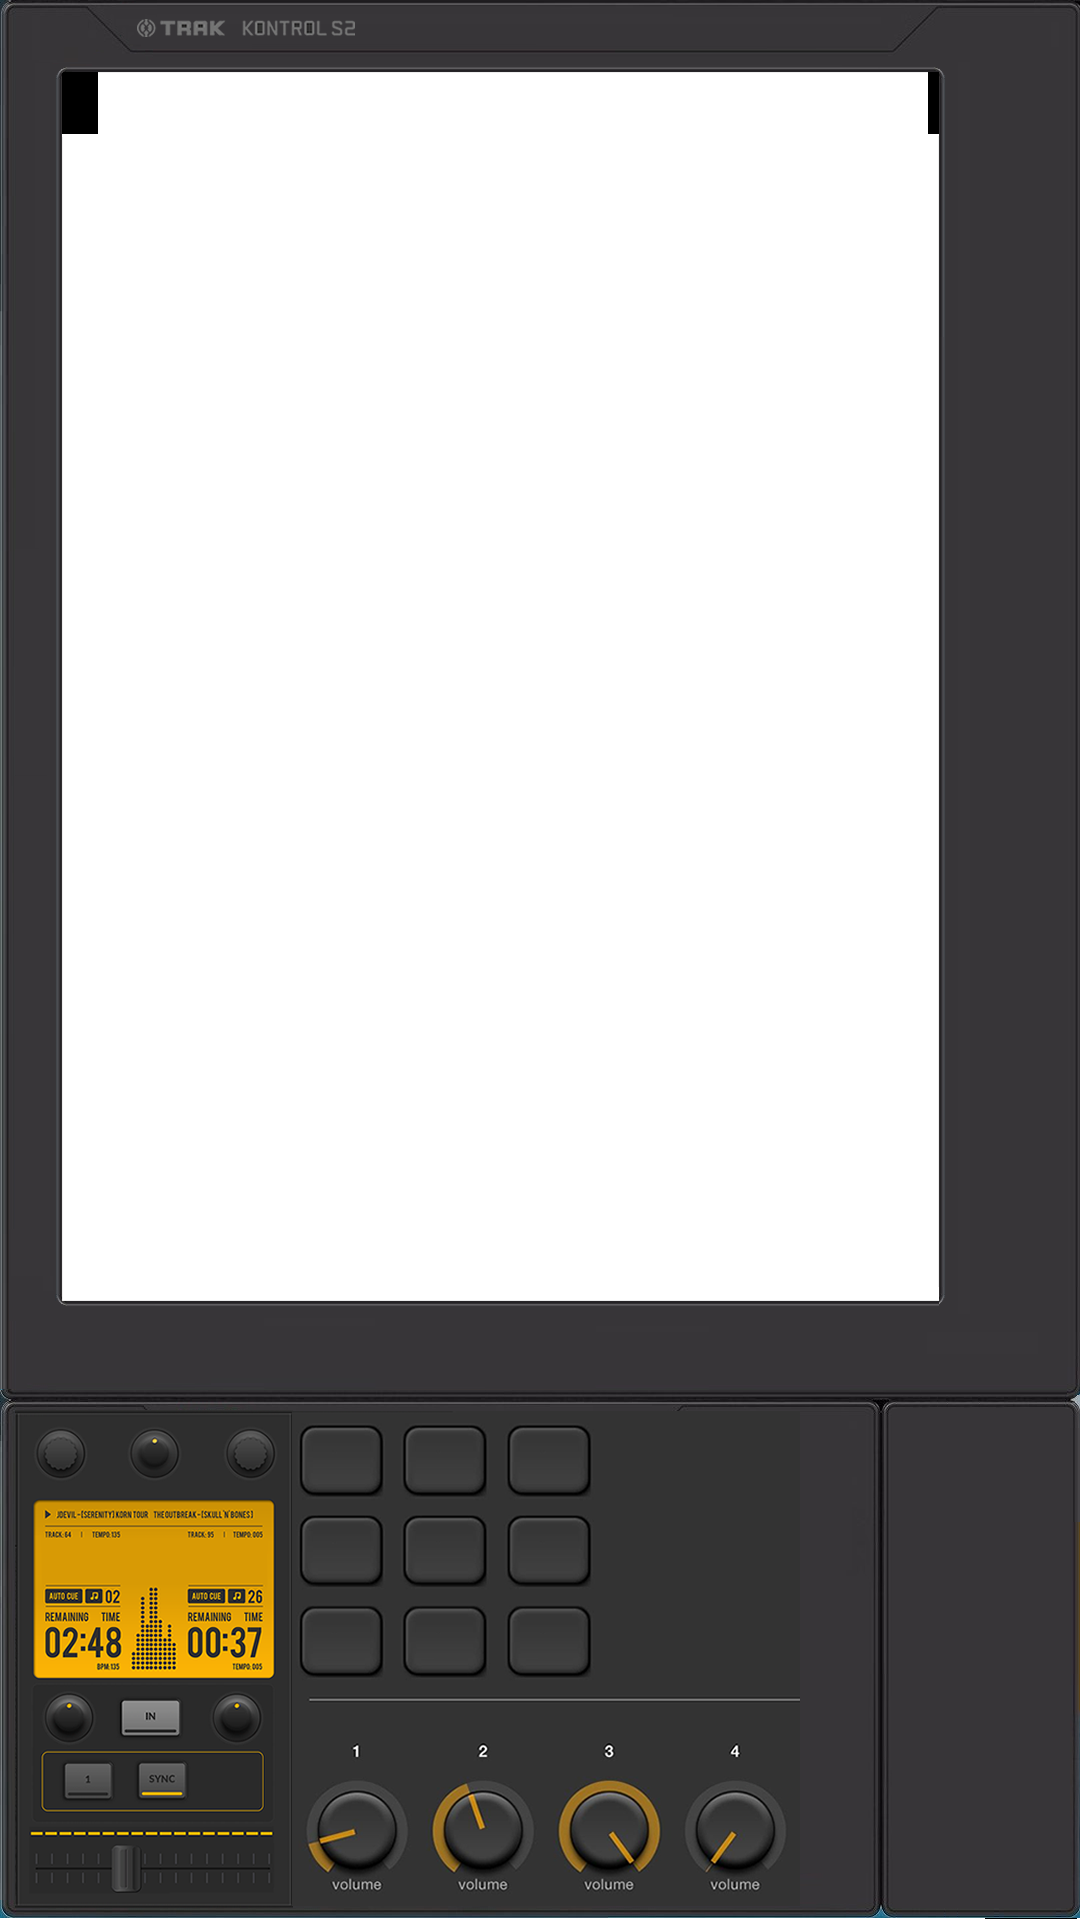 TRAK KONTROL S2
JDEVIL-[SERENITY] KORN TOUR THE OUTBREAK-[SKULL'N'BONES]
TRACK: 64 | TEMPO:135 TRACK: 95 | TEMPO: 005
AUTO CUE 02 AUTO CUE 26
REMAINING TIME REMAINING TIME
02:48 00:37
BPM:135 TEMPO: 005
IN
1 SYNC
1 2 3 4
volume volume volume volume